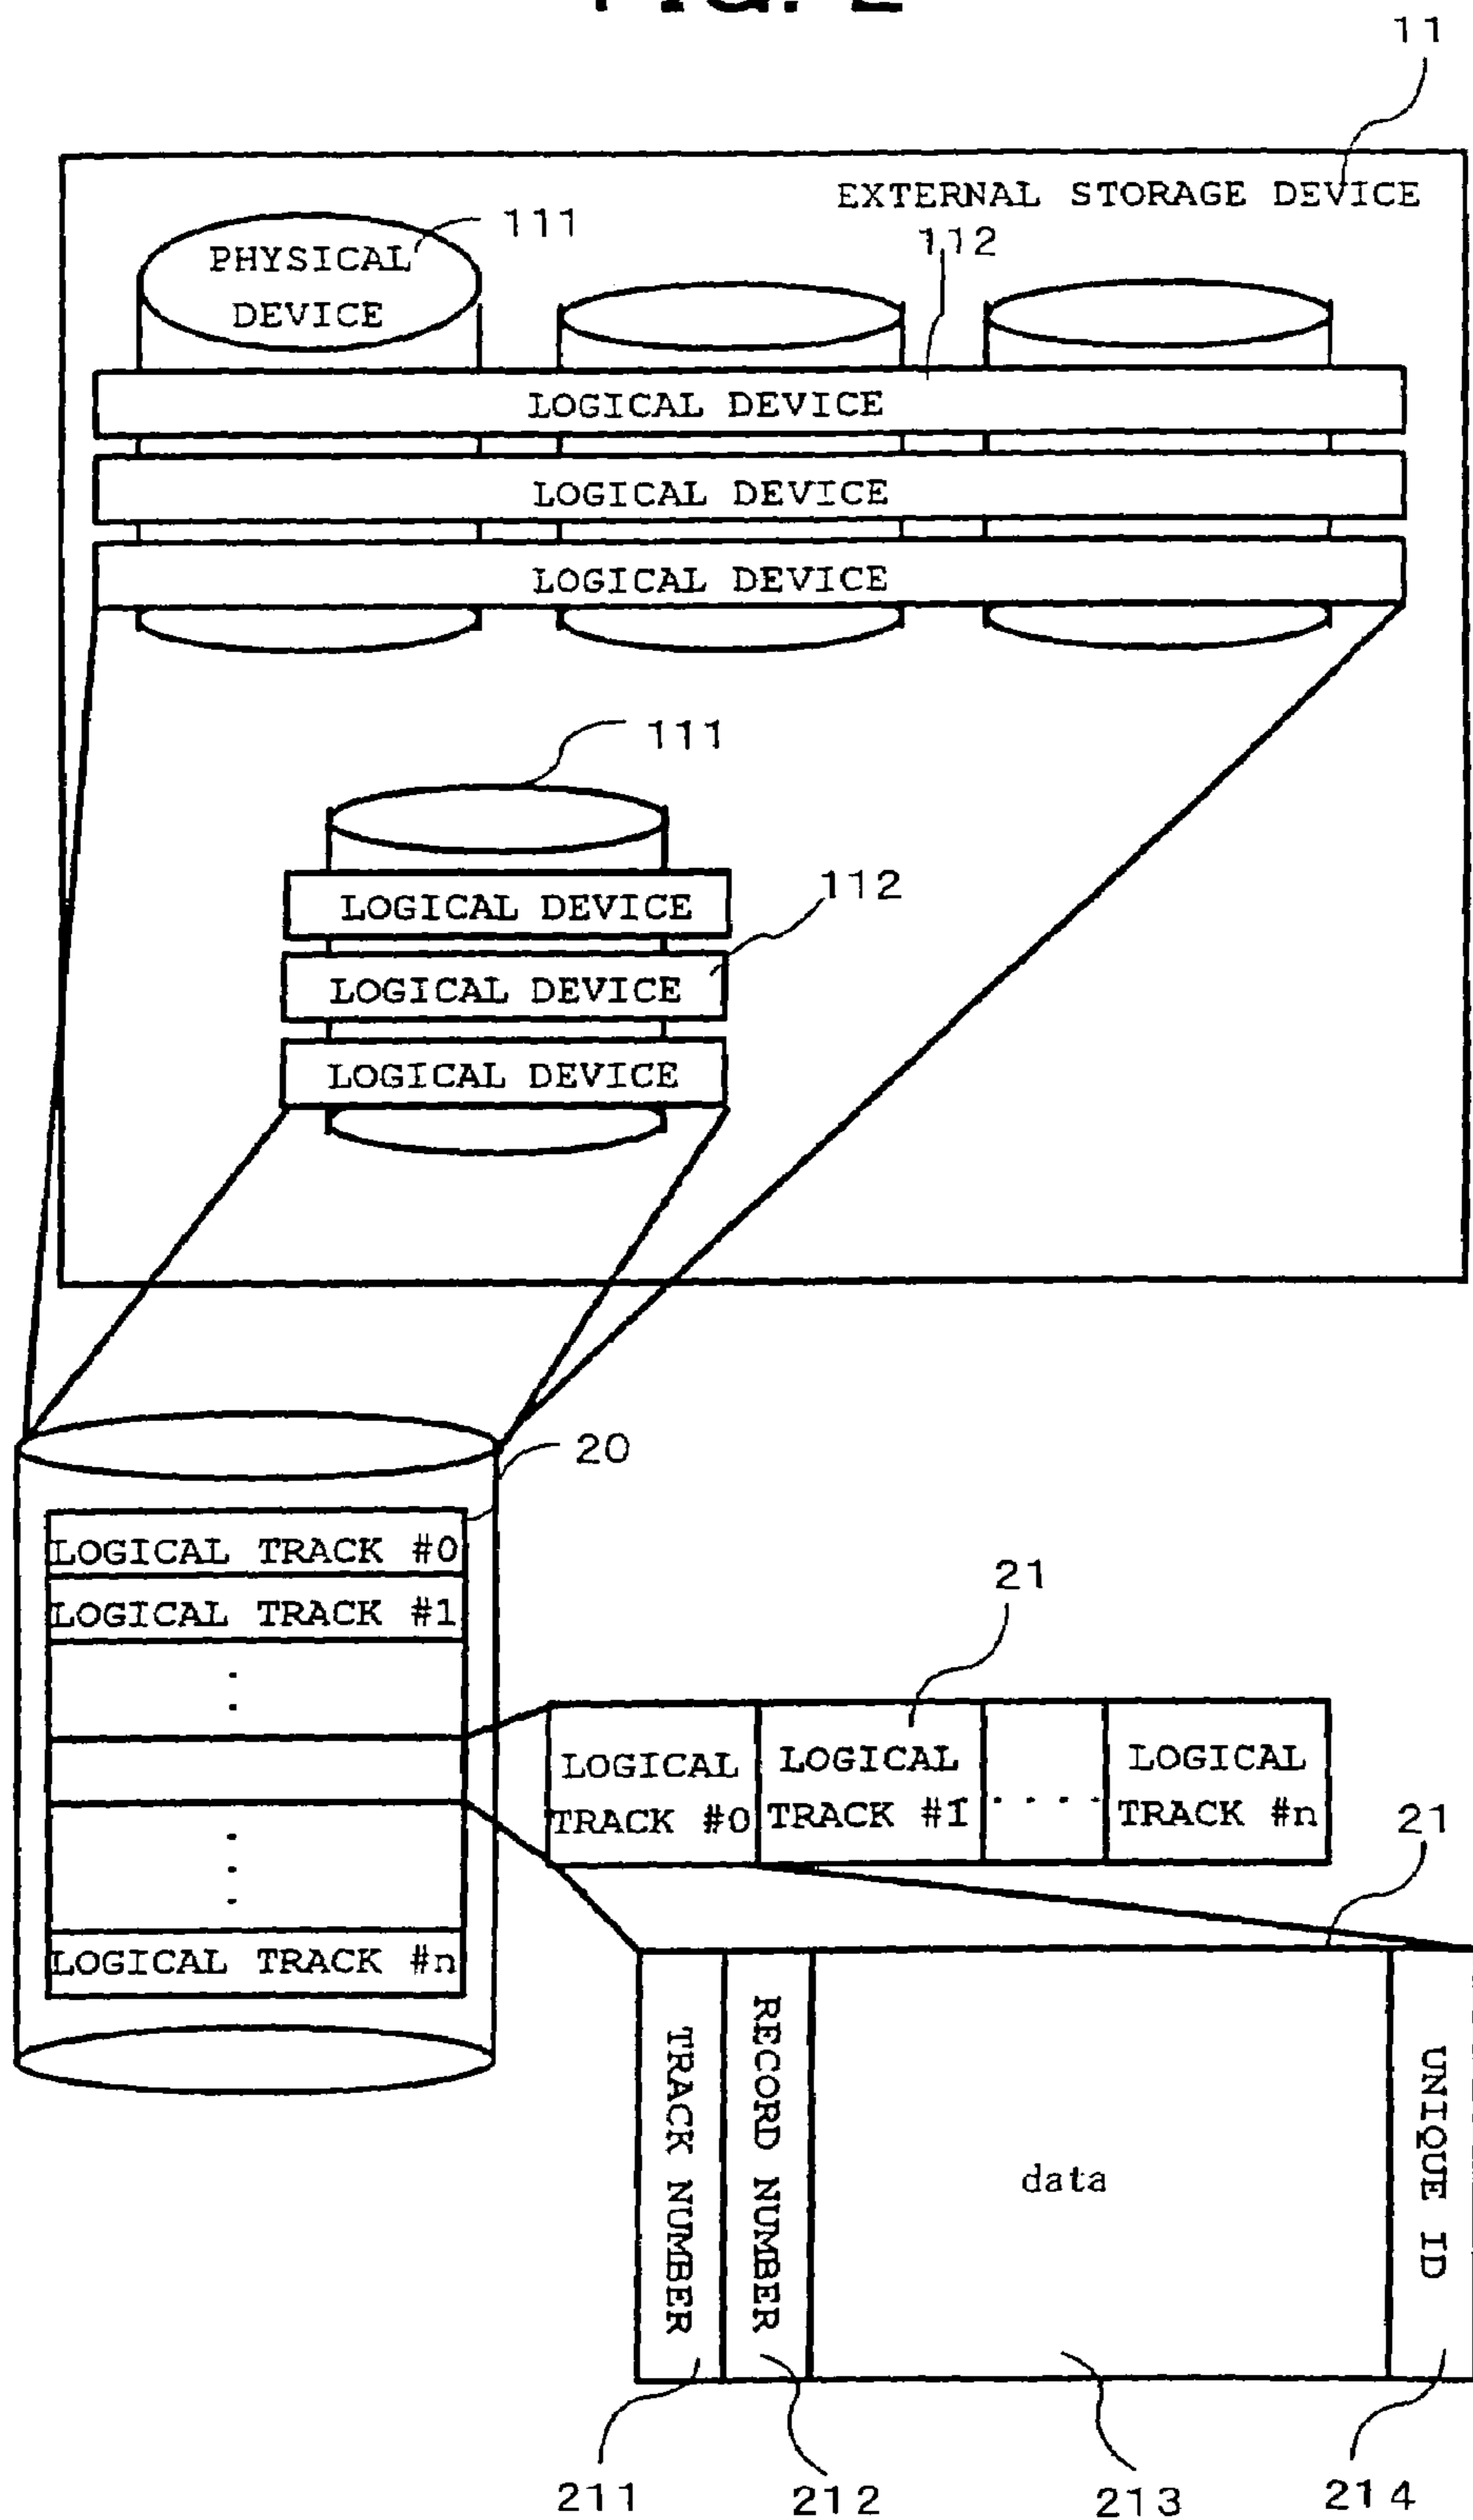 FIG. 2
11
EXTERNAL STORAGE DEVICE
111
112
PHYSICAL
DEVICE
LOGICAL DEVICE
LOGICAL DEVICE
LOGICAL DEVICE
111
112
LOGICAL DEVICE
LOGICAL DEVICE
LOGICAL DEVICE
20
LOGICAL TRACK #0
LOGICAL TRACK #1
LOGICAL TRACK #n
21
LOGICAL
TRACK #0
LOGICAL
TRACK #1
....
LOGICAL
TRACK #n
21
TRACK NUMBER
RECORD NUMBER
data
UNIQUE ID
211
212
213
214